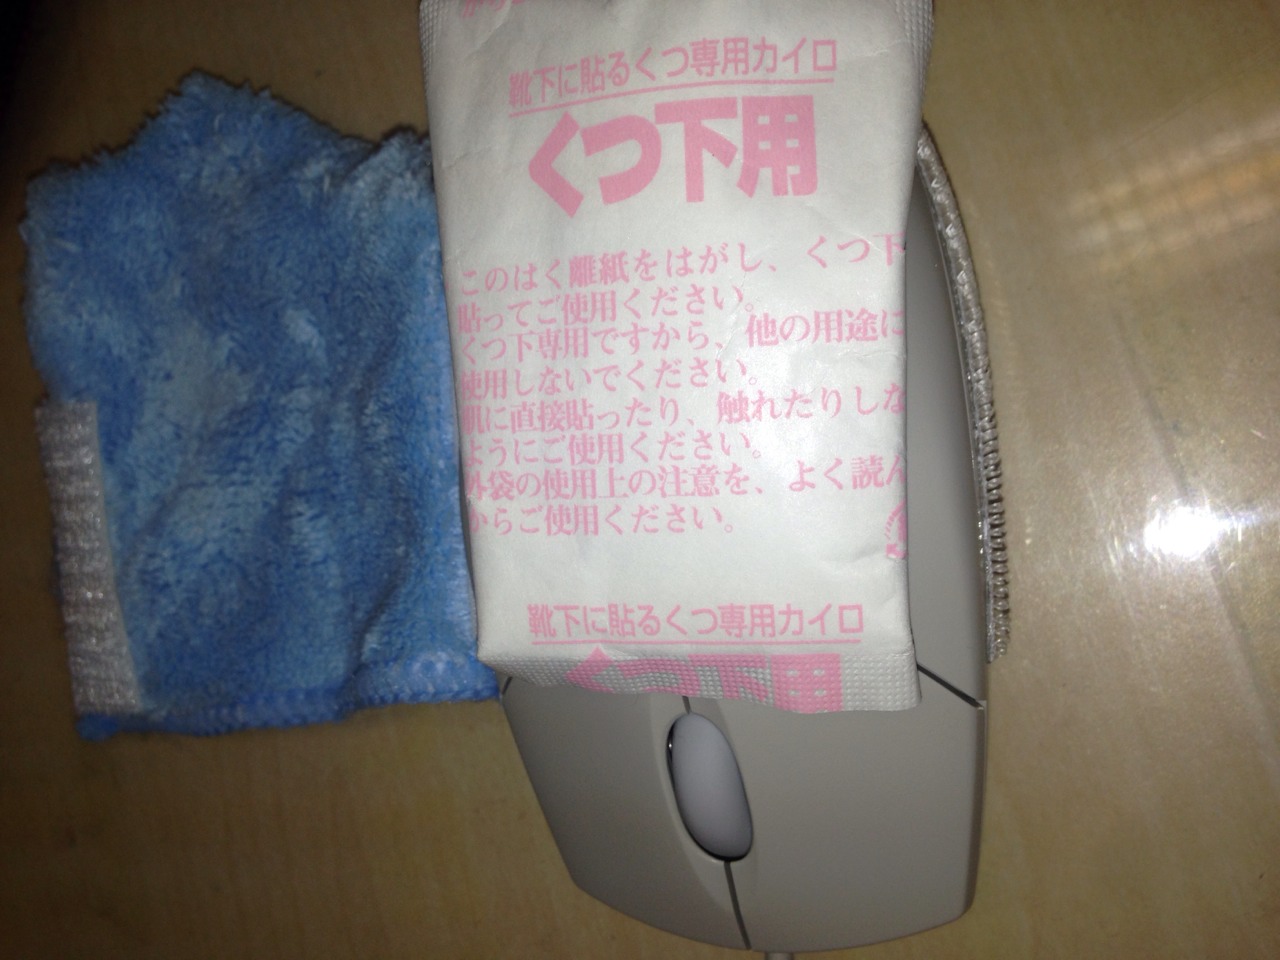 靴下に貼るくつ専用カイロ
くつ下用
このはく離紙をはがし、くつ下
貼ってご使用ください。
くつ下専用ですから、他の用途に
使用しないでください。
肌に直接貼ったり、触れたりしな
ようにご使用ください。
外袋の使用上の注意を、よく読ん
からご使用ください。
靴下に貼るくつ専用カイロ